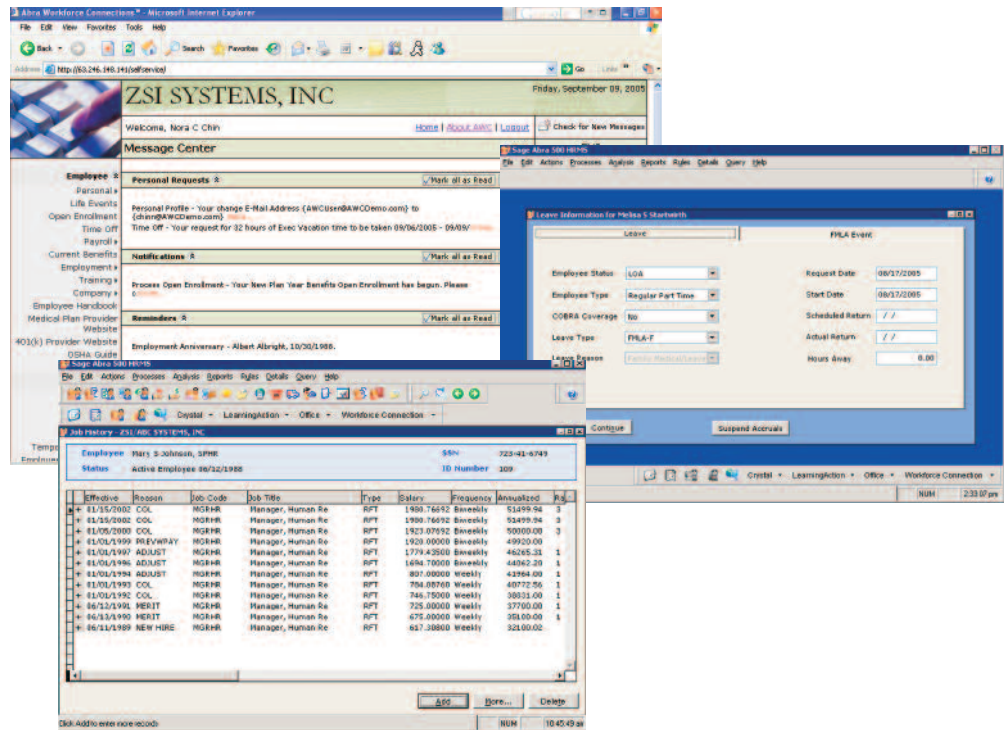 Abra Workforce Connections™ - Microsoft Internet Explorer
File Edit View Favorites Tools Help
Back Search Favorites
Address http://63.246.148.141/selfservice/ Go Links
ZSI SYSTEMS, INC
Friday, September 09, 2005
Welcome, Nora C Chin
Home | About AWC | Logout
Check for New Messages
Message Center
Employee
Personal
Life Events
Open Enrollment
Time Off
Payroll
Current Benefits
Employment
Training
Company
Employee Handbook
Medical Plan Provider
Website
401(k) Provider Website
OSHA Guide
Personal Requests
Mark all as Read
Personal Profile - Your change E-Mail Address {AWCUser@AWCDemo.com} to
{chinn@AWCDemo.com}
Time Off - Your request for 32 hours of Exec Vacation time to be taken 09/06/2005 - 09/09/
Notifications
Mark all as Read
Process Open Enrollment - Your New Plan Year Benefits Open Enrollment has begun. Please
Reminders
Mark all as Read
Employment Anniversary - Albert Albright, 10/30/1988.
Sage Abra 500 HRMS
File Edit Actions Processes Analysis Reports Rules Details Query Help
Leave Information for Melisa S Startworth
Leave
FMLA Event
Employee Status LOA
Employee Type Regular Part Time
COBRA Coverage No
Leave Type FMLA-F
Leave Reason Family Medical Leave
Request Date 08/17/2005
Start Date 08/17/2005
Scheduled Return / /
Actual Return / /
Hours Away 0.00
Continue
Suspend Accruals
Crystal LearningAction Office Workforce Connection
NUM 2:33:07 pm
Sage Abra 500 HRMS
File Edit Actions Processes Analysis Reports Rules Details Query Help
Crystal LearningAction Office Workforce Connection
Job History - ZSI/ABC SYSTEMS, INC
Employee Mary S Johnson, SPHR
SSN 723-41-6749
Status Active Employee 06/12/1988
ID Number 109
Effective Reason Job Code Job Title Type Salary Frequency Annualized
+ 01/15/2002 COL MGRHR Manager, Human Re RFT 1980.76692 Biweekly 51499.94 3
+ 01/15/2002 COL MGRHR Manager, Human Re RFT 1980.76692 Biweekly 51499.94 3
+ 01/05/2000 COL MGRHR Manager, Human Re RFT 1923.07692 Biweekly 50000.00 3
+ 01/01/1999 PREVWPAY MGRHR Manager, Human Re RFT 1920.00000 Biweekly 49920.00
+ 01/01/1997 ADJUST MGRHR Manager, Human Re RFT 1779.43500 Biweekly 46265.31 1
+ 01/01/1996 ADJUST MGRHR Manager, Human Re RFT 1694.70000 Biweekly 44062.20 1
+ 01/01/1994 ADJUST MGRHR Manager, Human Re RFT 807.00000 Weekly 41964.00 1
+ 01/01/1993 COL MGRHR Manager, Human Re RFT 784.08760 Weekly 40772.56 1
+ 01/01/1992 COL MGRHR Manager, Human Re RFT 746.75000 Weekly 38831.00 1
+ 06/12/1991 MERIT MGRHR Manager, Human Re RFT 725.00000 Weekly 37700.00 1
+ 06/13/1990 MERIT MGRHR Manager, Human Re RFT 675.00000 Weekly 35100.00 1
+ 06/11/1989 NEW HIRE MGRHR Manager, Human Re RFT 617.30800 Weekly 32100.02
Add More... Delete
Click Add to enter more records
NUM 10:45:49 am